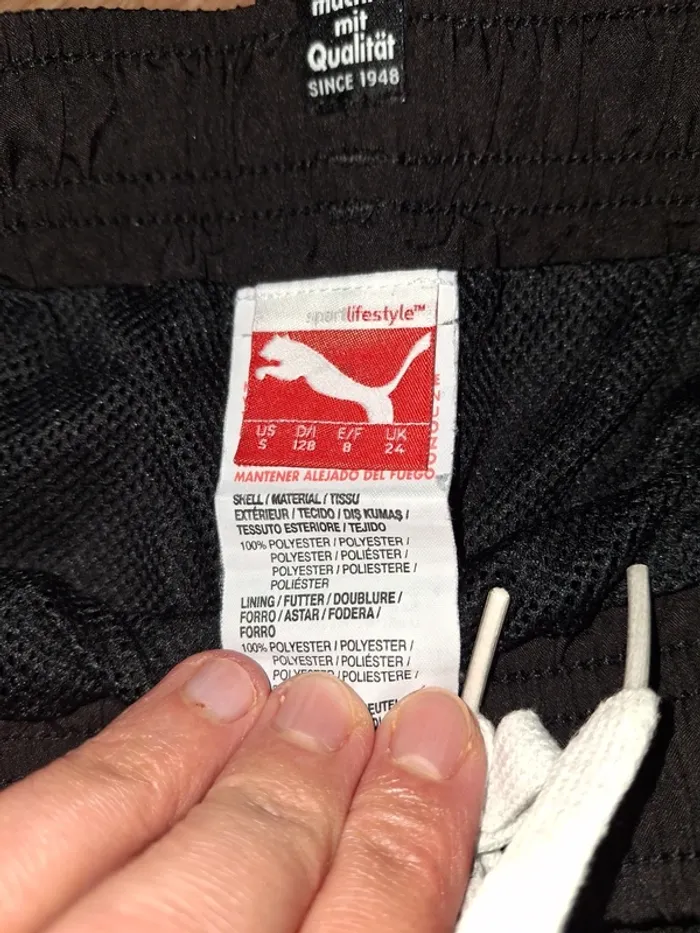 mit
Qualität
SINCE 1948
sportlifestyle™
US D/I E/F UK
S 128 8 24
MANTENER ALEJADO DEL FUEGO
SHELL / MATERIAL / TISSU
EXTÉRIEUR / TECIDO / DIŞ KUMAŞ /
TESSUTO ESTERIORE / TEJIDO
100% POLYESTER / POLYESTER /
POLYESTER / POLIÉSTER /
POLYESTER / POLIESTERE /
POLIÉSTER
LINING / FUTTER / DOUBLURE /
FORRO / ASTAR / FODERA /
FORRO
100% POLYESTER / POLYESTER /
POLYESTER / POLIÉSTER /
POLYESTER / POLIESTERE /